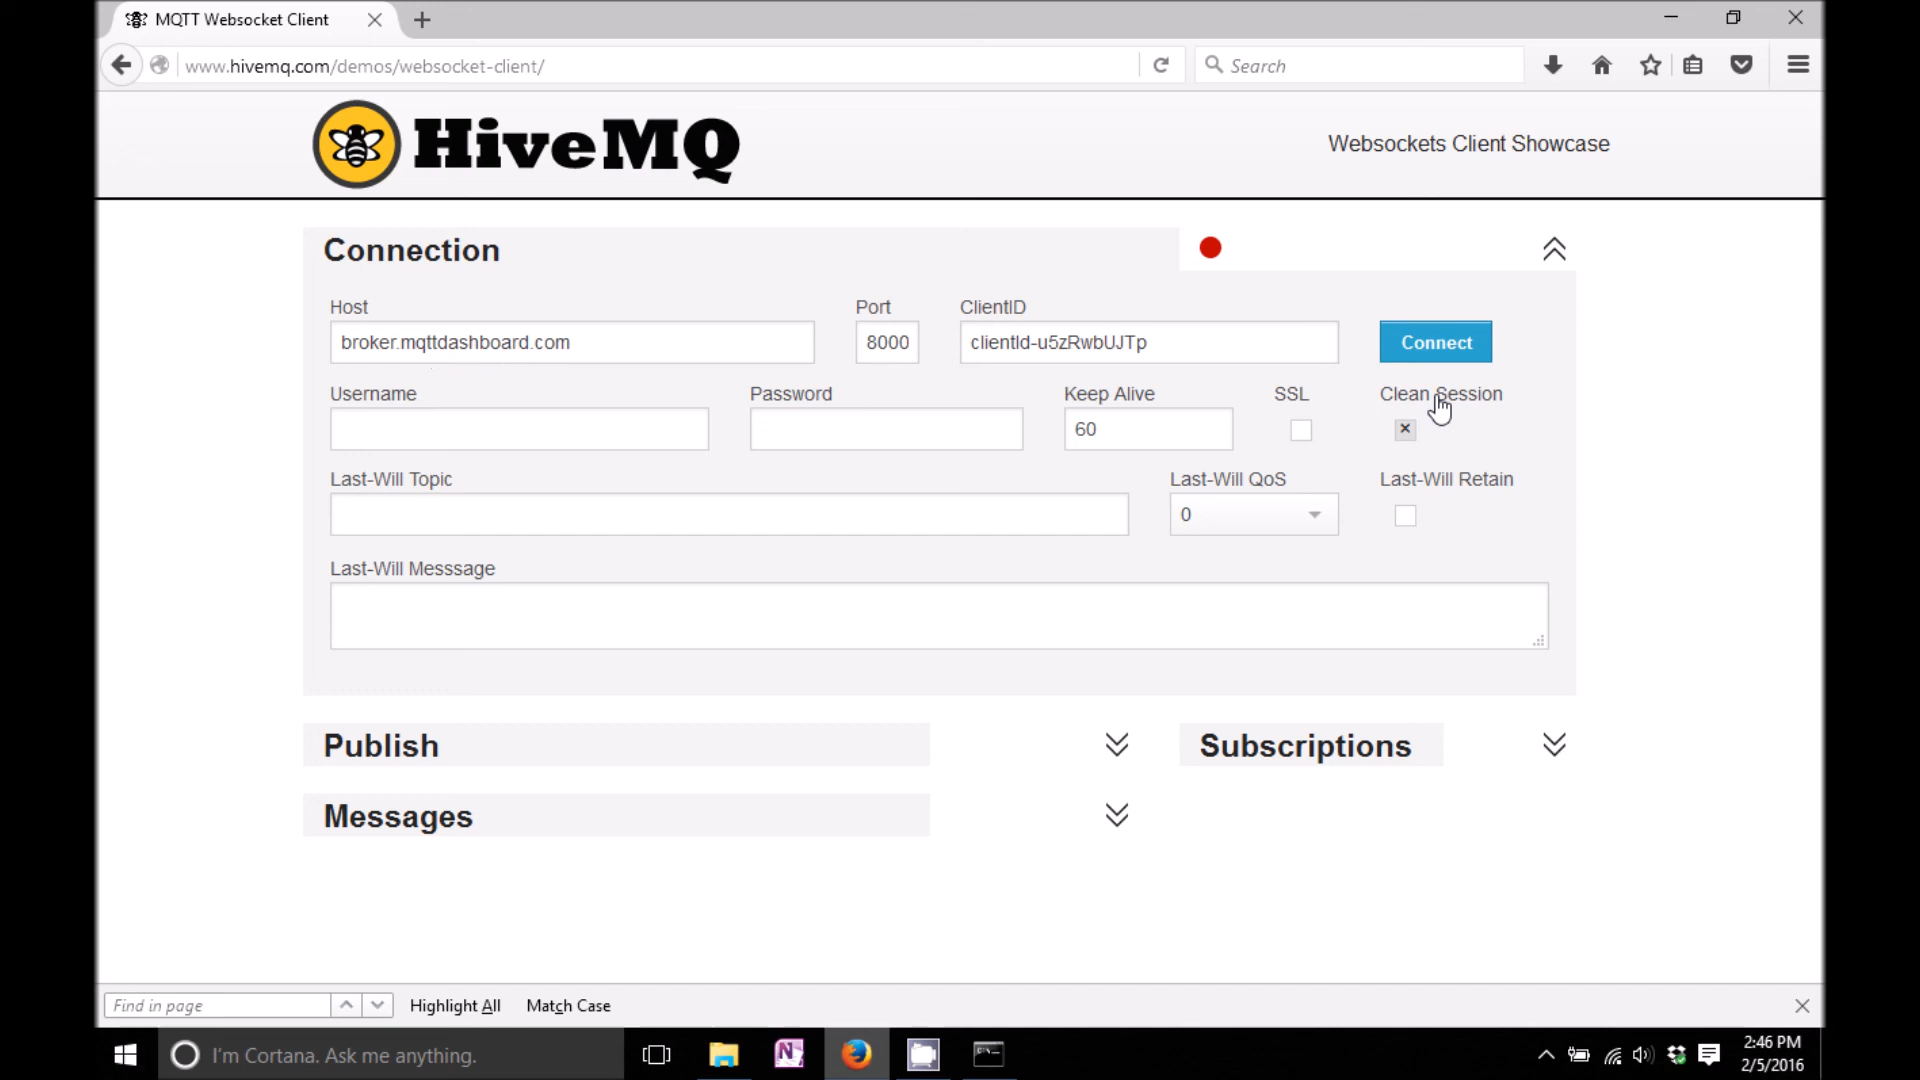 MQTT Websocket Client
www.hivemq.com/demos/websocket-client/
Search
HiveMQ
Websockets Client Showcase
Connection
Host
Port
ClientID
broker.mqttdashboard.com
8000
clientId-u5zRwbUJTp
Connect
Username
Password
Keep Alive
SSL
Clean Session
60
Last-Will Topic
Last-Will QoS
Last-Will Retain
0
Last-Will Messsage
Publish
Subscriptions
Messages
Find in page
Highlight All
Match Case
I'm Cortana. Ask me anything.
2:46 PM
2/5/2016